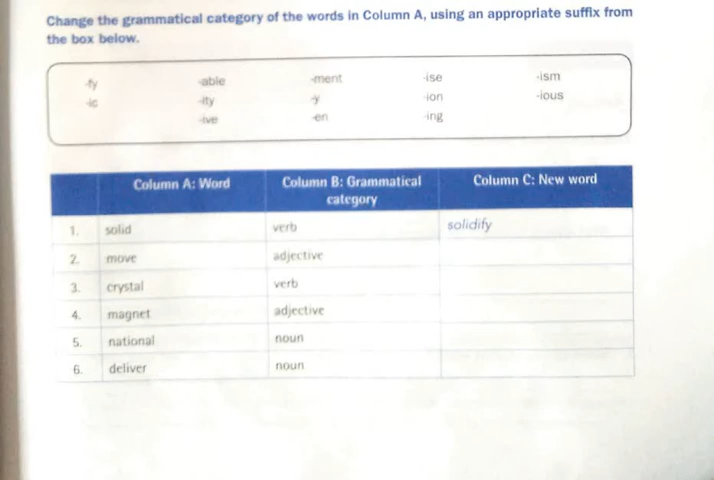 Change the grammatical category of the words in Column A, using an appropriate suffix from
the box below.
-fy -able -ment -ise -ism
-ic -ity -y -ion -ious
-ive -en -ing
Column A: Word Column B: Grammatical category Column C: New word
1. solid verb solidify
2. move adjective
3. crystal verb
4. magnet adjective
5. national noun
6. deliver noun